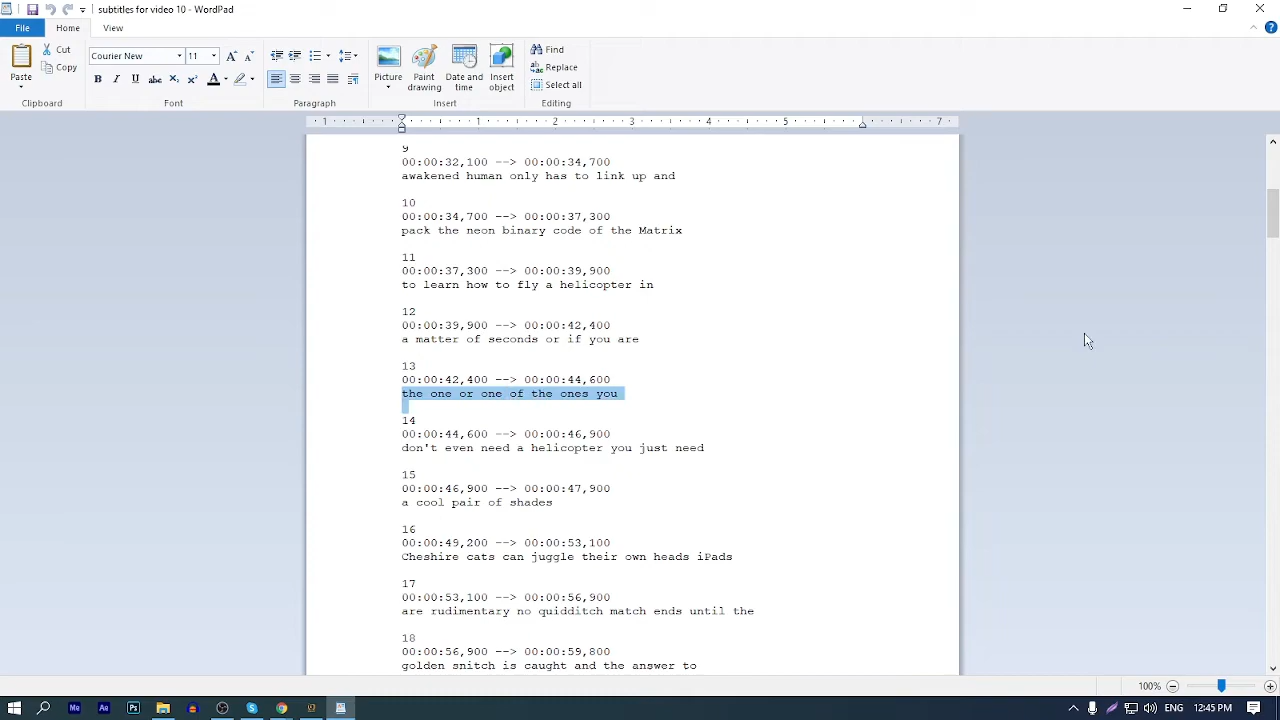 subtitles for video 10 - WordPad
File
Home
View
Paste
Cut
Copy
Clipboard
Courier New
11
Font
Paragraph
Picture
Paint drawing
Date and time
Insert object
Insert
Find
Replace
Select all
Editing
1 1 2 3 4 5 7
9
00:00:32,100 --> 00:00:34,700
awakened human only has to link up and
10
00:00:34,700 --> 00:00:37,300
pack the neon binary code of the Matrix
11
00:00:37,300 --> 00:00:39,900
to learn how to fly a helicopter in
12
00:00:39,900 --> 00:00:42,400
a matter of seconds or if you are
13
00:00:42,400 --> 00:00:44,600
the one or one of the ones you
14
00:00:44,600 --> 00:00:46,900
don't even need a helicopter you just need
15
00:00:46,900 --> 00:00:47,900
a cool pair of shades
16
00:00:49,200 --> 00:00:53,100
Cheshire cats can juggle their own heads iPads
17
00:00:53,100 --> 00:00:56,900
are rudimentary no quidditch match ends until the
18
00:00:56,900 --> 00:00:59,800
golden snitch is caught and the answer to
100%
Me
Ae
Ps
ENG
12:45 PM